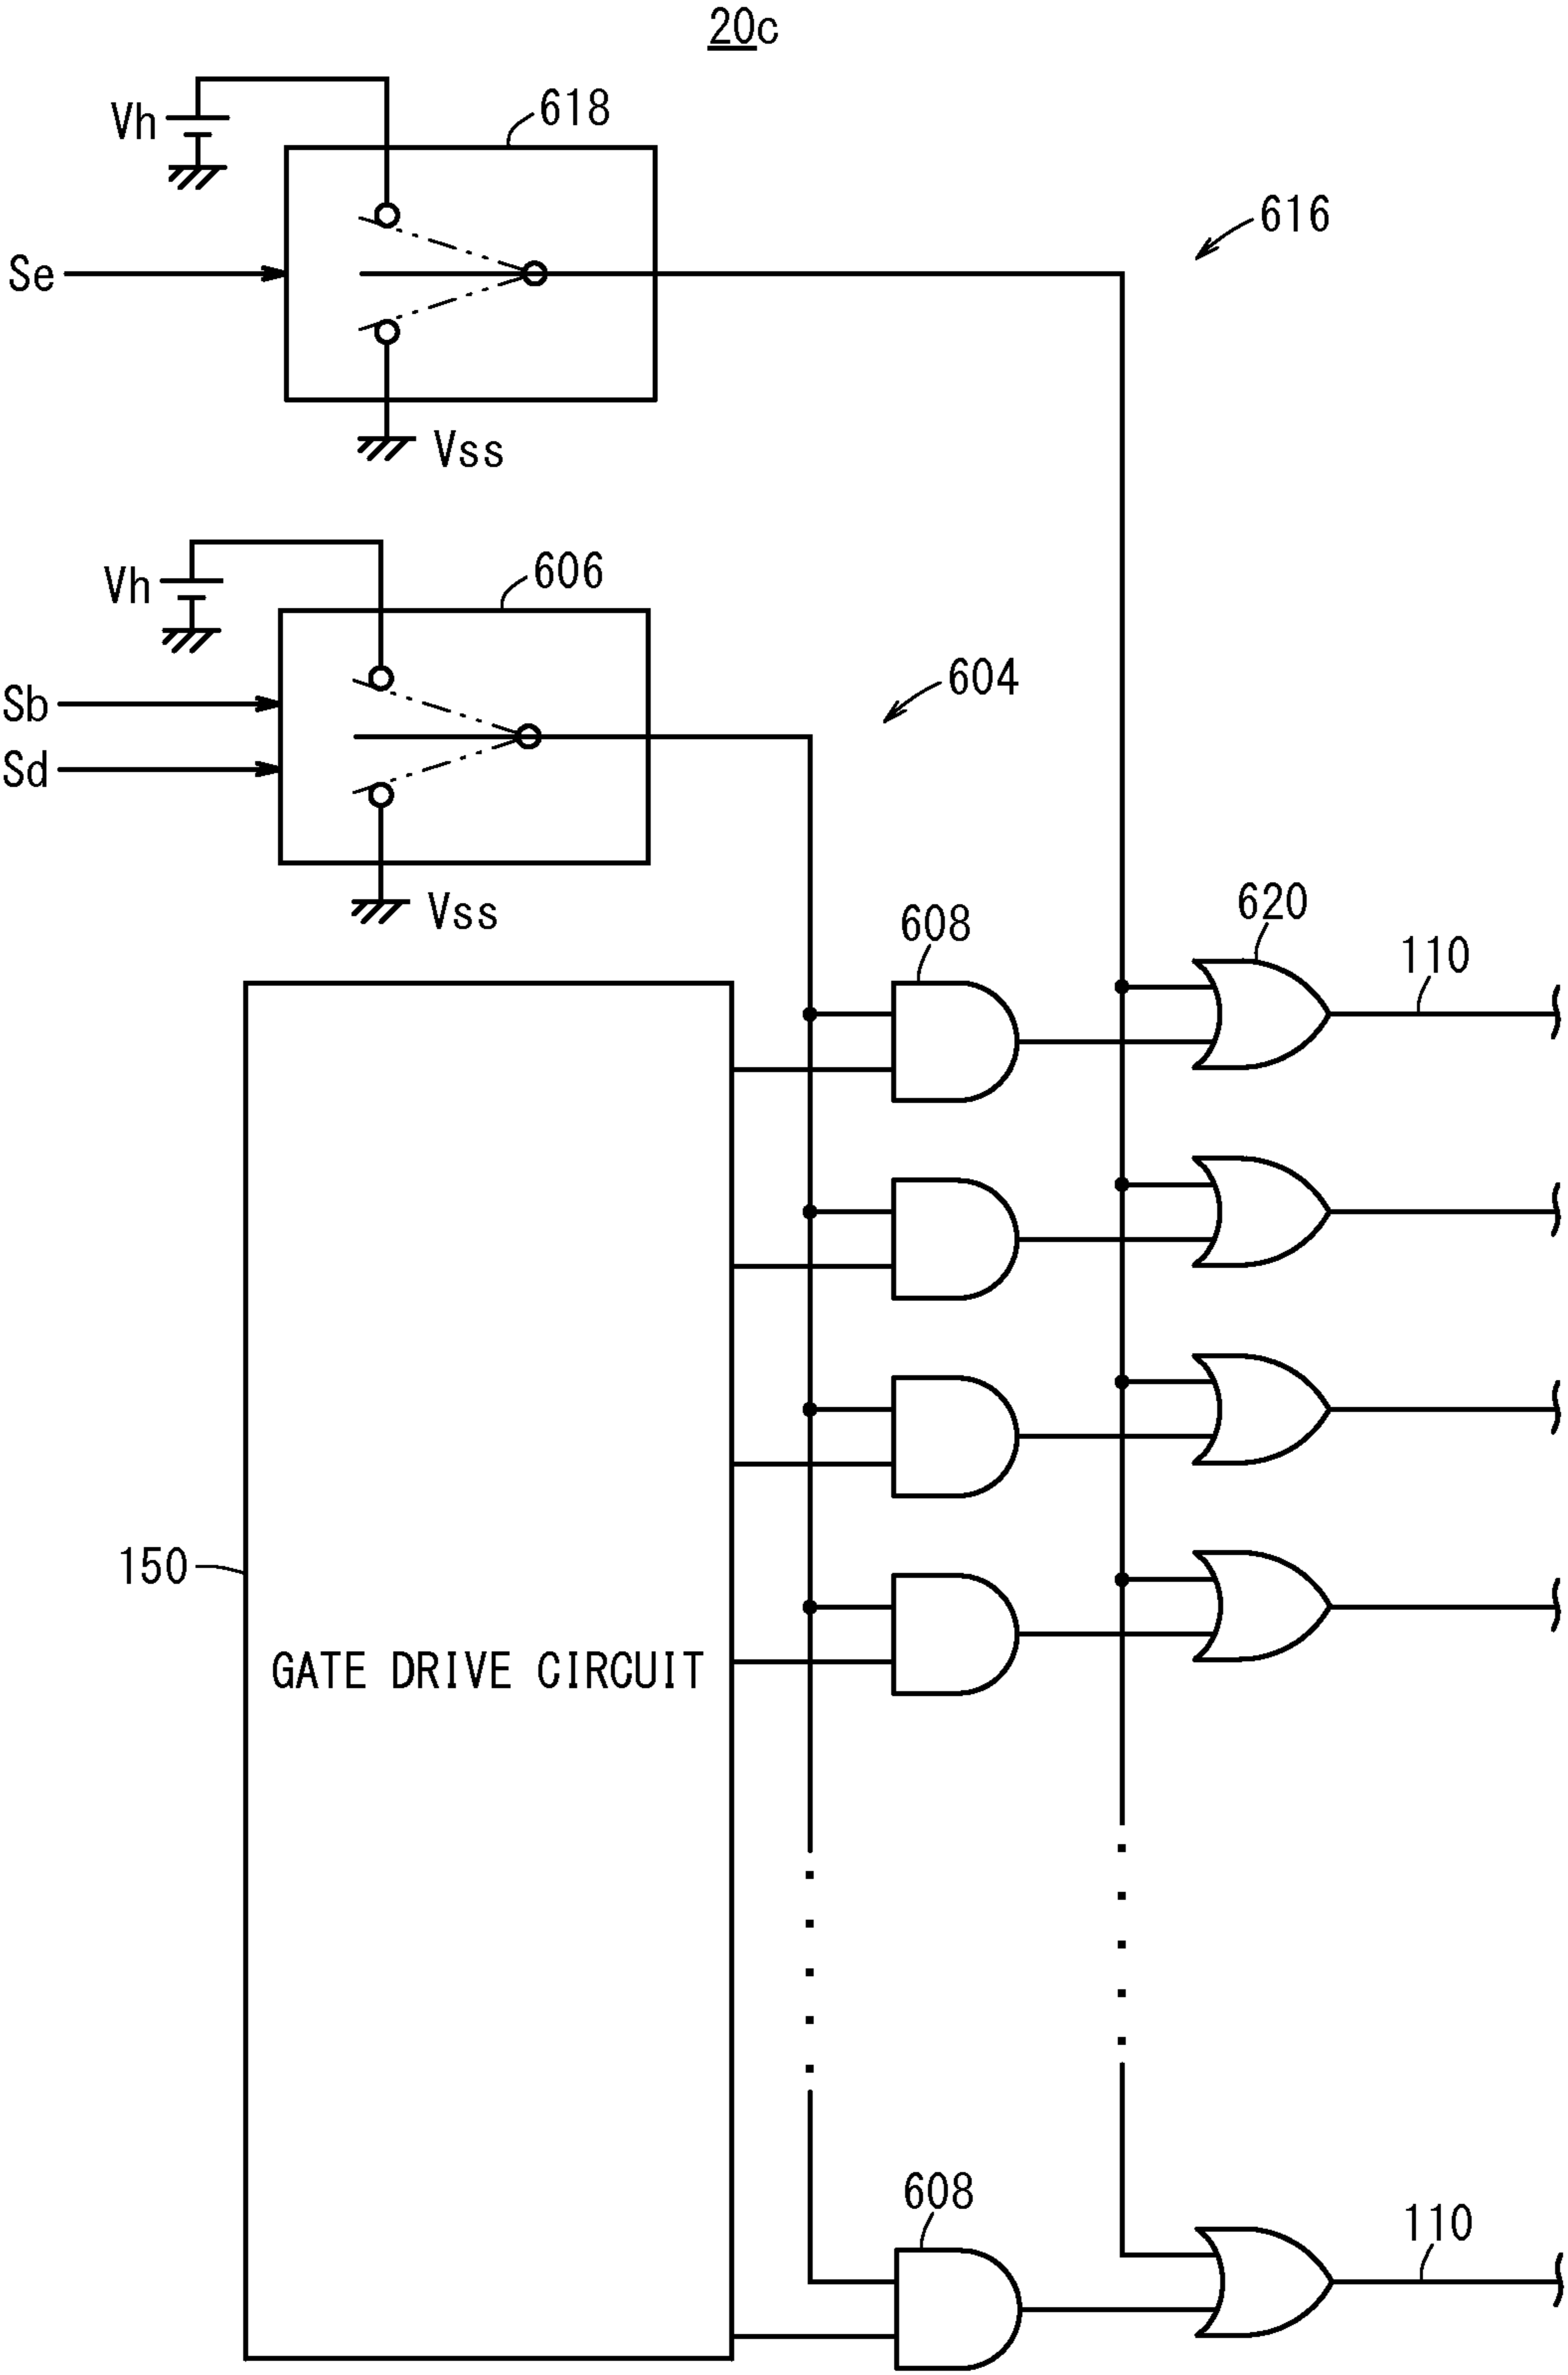 20c
Vh
618
616
Se
Vss
Vh
606
604
Sb
Sd
Vss
608
620
110
150
GATE DRIVE CIRCUIT
608
110